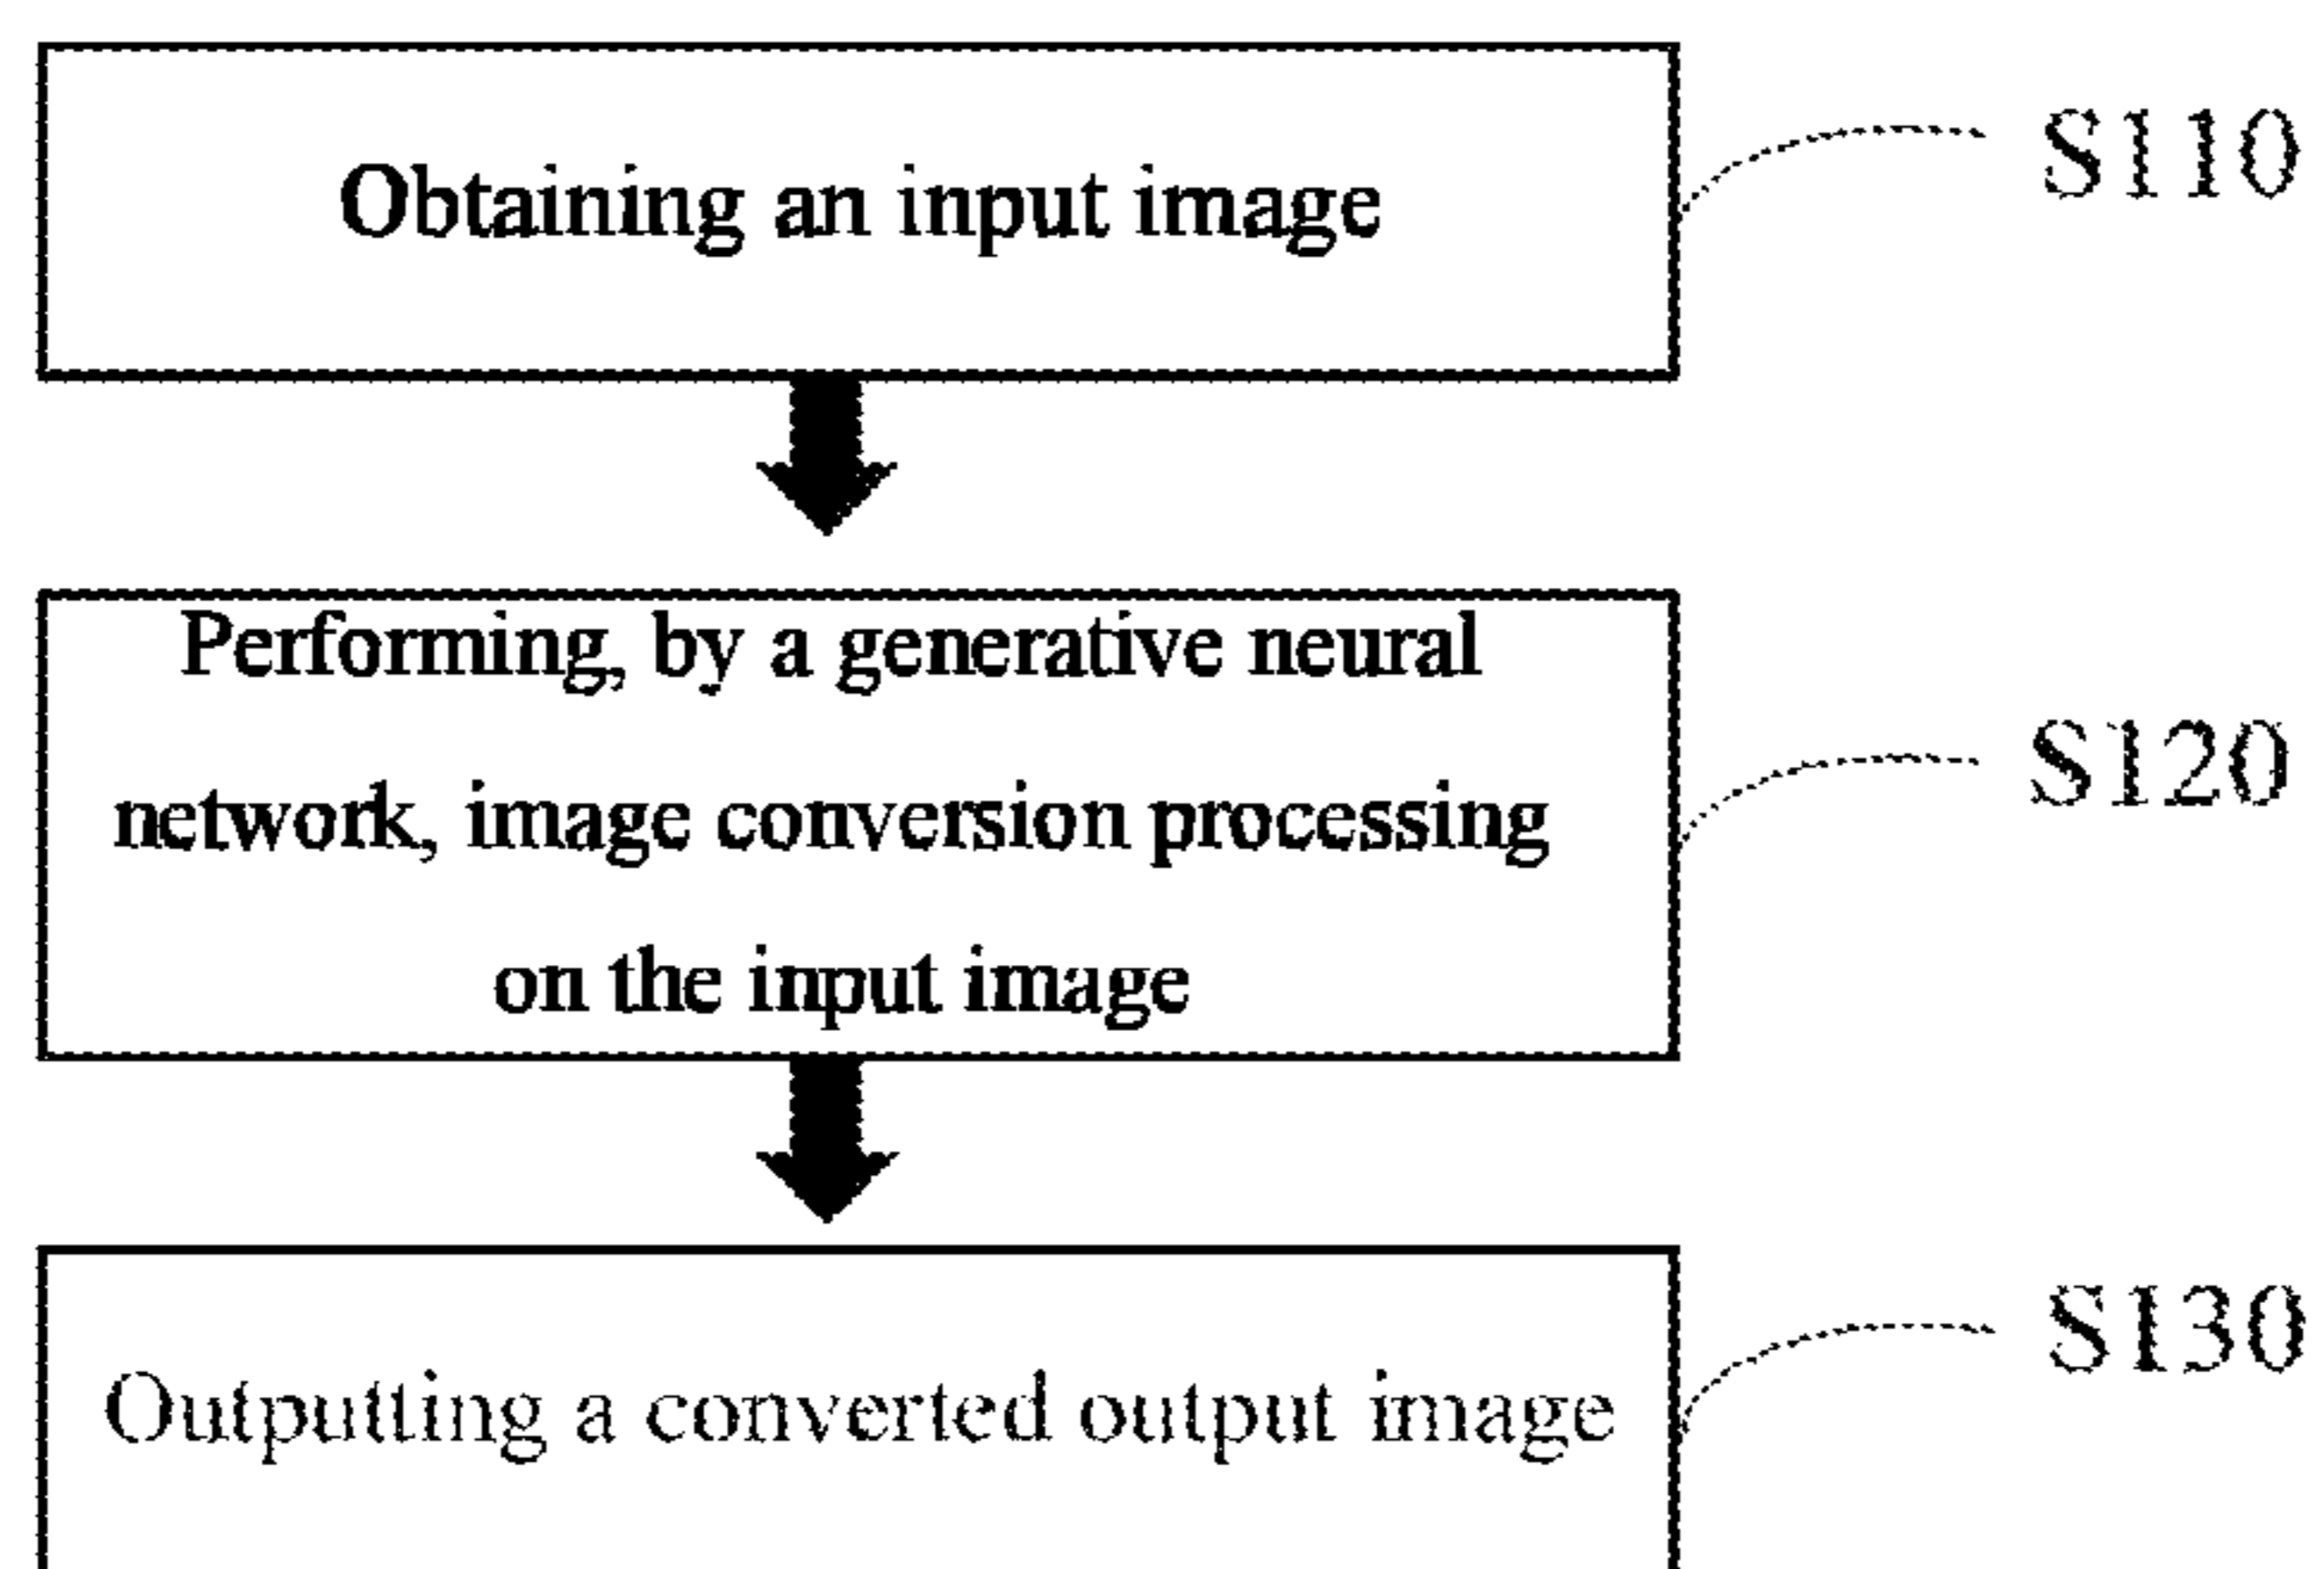 Obtaining an input image
S110
Performing, by a generative neural
network, image conversion processing
on the input image
S120
Outputting a converted output image
S130